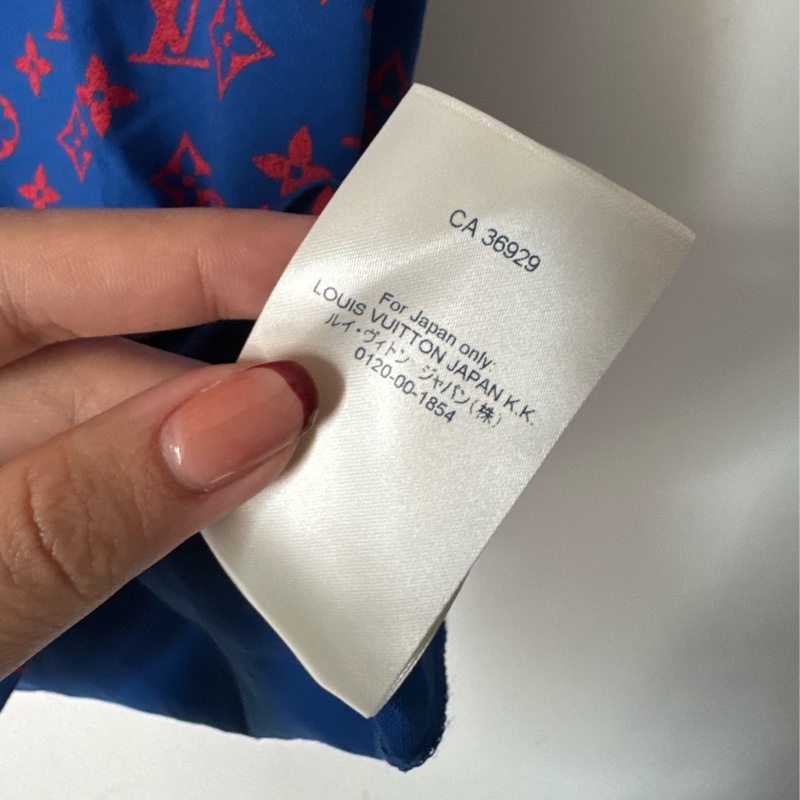 CA 36929
For Japan only:
LOUIS VUITTON JAPAN K.K.
ルイ・ヴィトン ジャパン(株)
0120-00-1854